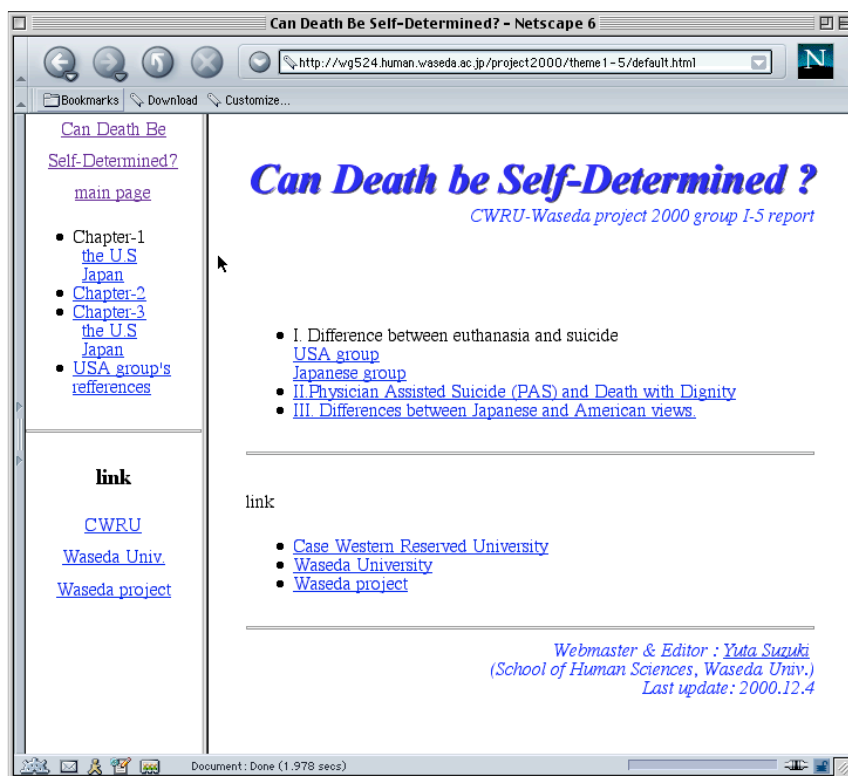 Can Death Be Self-Determined? - Netscape 6
http://wg524.human.waseda.ac.jp/project2000/theme1-5/default.html
N
Bookmarks Download Customize...
Can Death Be
Self-Determined?
main page
• Chapter-1
the U.S
Japan
• Chapter-2
• Chapter-3
the U.S
Japan
• USA group's
refferences
link
CWRU
Waseda Univ.
Waseda project
Can Death be Self-Determined ?
CWRU-Waseda project 2000 group I-5 report
• I. Difference between euthanasia and suicide
USA group
Japanese group
• II.Physician Assisted Suicide (PAS) and Death with Dignity
• III. Differences between Japanese and American views.
link
• Case Western Reserved University
• Waseda University
• Waseda project
Webmaster & Editor : Yuta Suzuki
(School of Human Sciences, Waseda Univ.)
Last update: 2000.12.4
Document: Done (1.978 secs)